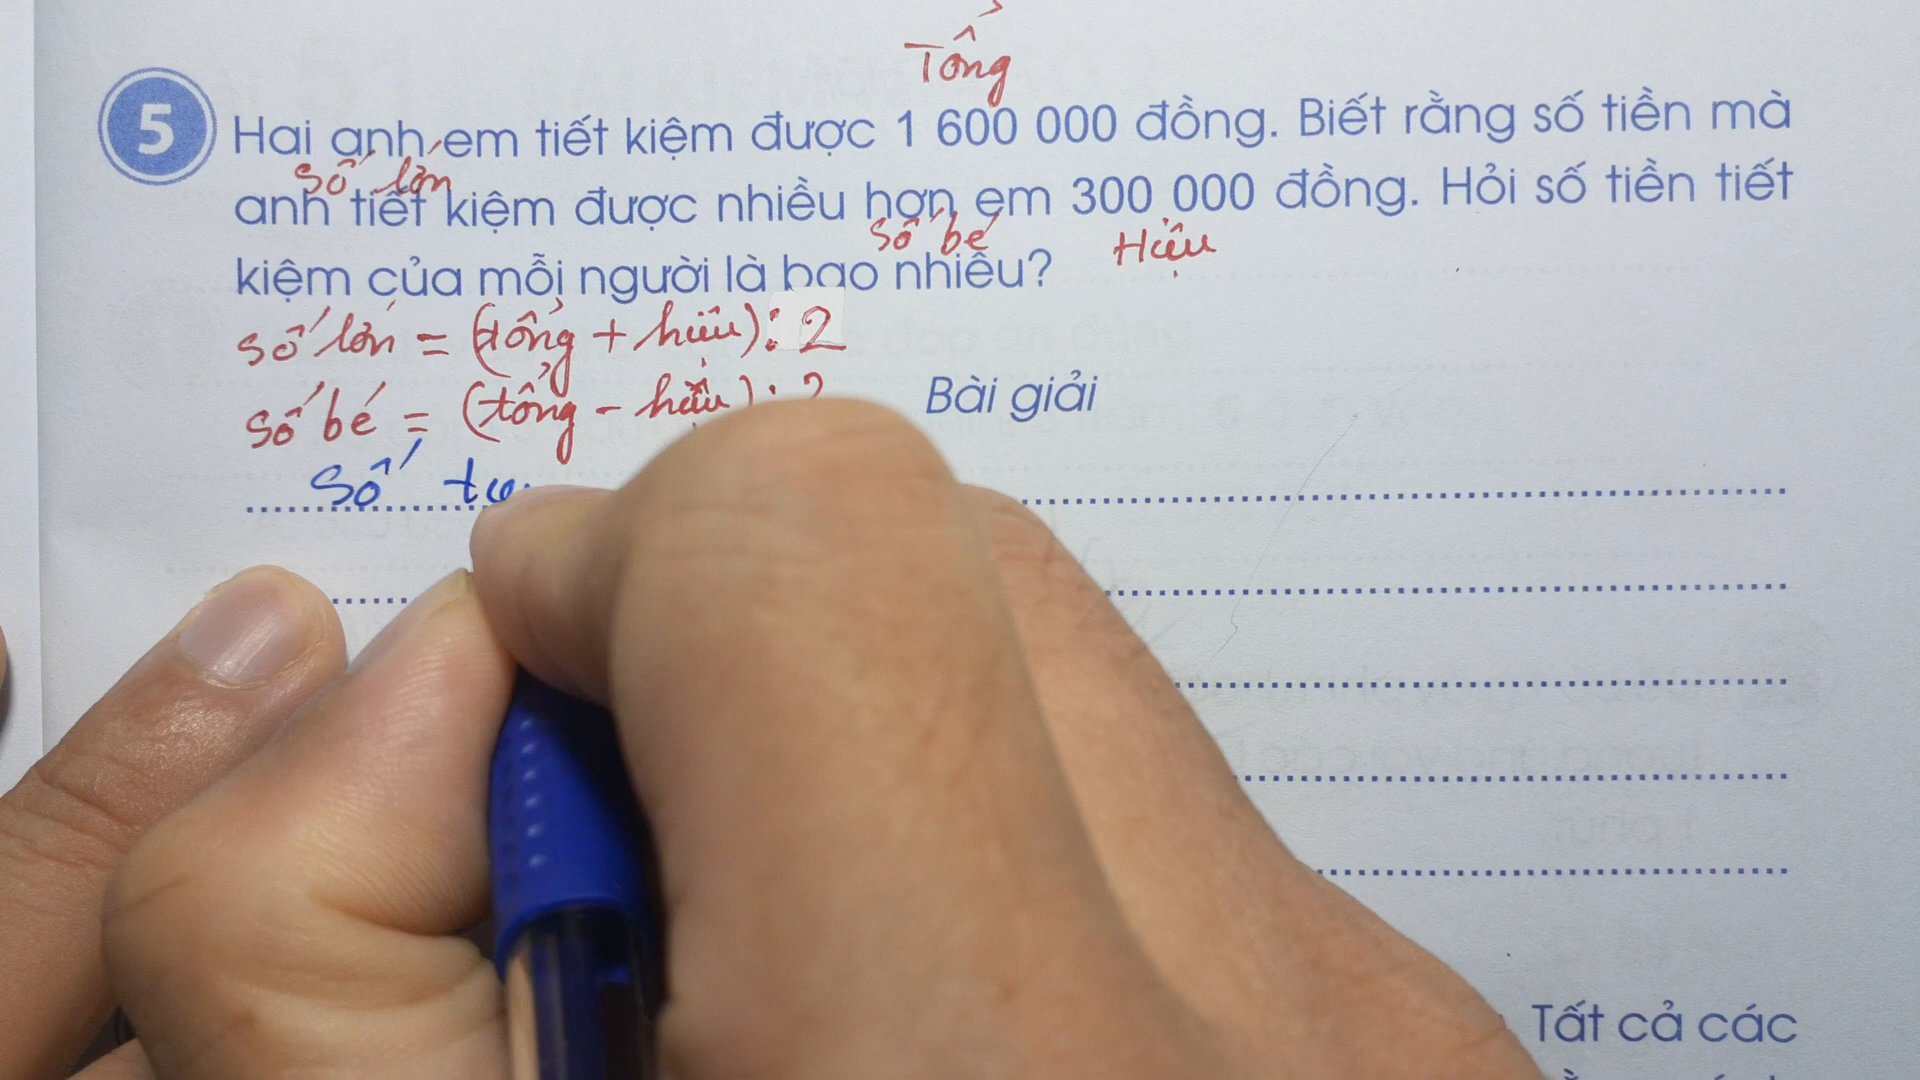 Tổng
5 Hai anh em tiết kiệm được 1 600 000 đồng. Biết rằng số tiền mà
số lớn
anh tiết kiệm được nhiều hơn em 300 000 đồng. Hỏi số tiền tiết
số bé Hiệu
kiệm của mỗi người là bao nhiêu?
số lớn = (tổng + hiệu) : 2
số bé = (tổng - hiệu) : 2
Bài giải
Số
Tất cả các